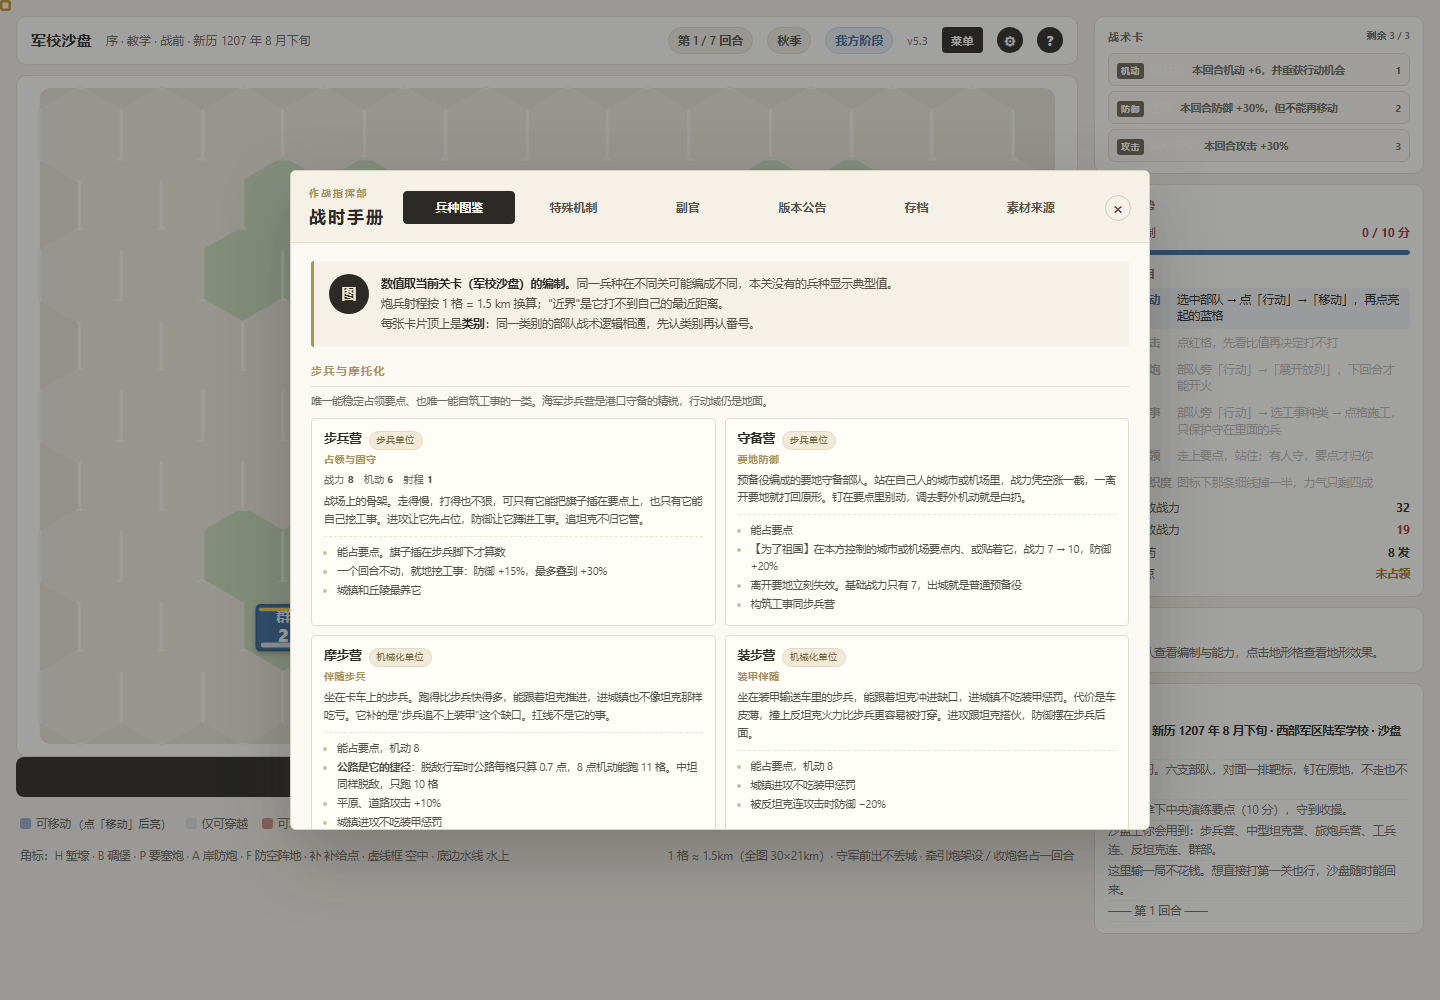 军校沙盘 序 · 教学 · 战前 · 新历 1207 年 8 月下旬
第 1 / 7 回合 秋季 我方阶段 v5.3 菜单 ⚙ ?
战术卡 剩余 3 / 3
机动 本回合机动 +6，并重获行动机会 1
防御 本回合防御 +30%，但不能再移动 2
攻击 本回合攻击 +30% 3
作战指挥部
战时手册
兵种图鉴 特殊机制 副官 版本公告 存档 素材来源 ×
图
数值取当前关卡（军校沙盘）的编制。同一兵种在不同关可能编成不同，本关没有的兵种显示典型值。
炮兵射程按 1 格 = 1.5 km 换算；"近界"是它打不到自己的最近距离。
每张卡片顶上是类别：同一类别的部队战术逻辑相通，先认类别再认番号。
步兵与摩托化
唯一能稳定占领要点、也唯一能自筑工事的一类。海军步兵营是港口守备的精锐，行动域仍是地面。
步兵营 步兵单位
占领与固守
战力 8 机动 6 射程 1
战场上的骨架。走得慢，打得也不狠，可只有它能把旗子插在要点上，也只有它能
自己挖工事。进攻让它先占位，防御让它蹲进工事。追坦克不归它管。
能占要点。旗子插在步兵脚下才算数
一个回合不动，就地挖工事：防御 +15%，最多叠到 +30%
城镇和丘陵最养它
守备营 步兵单位
要地防御
预备役编成的要地守备部队。站在自己人的城市或机场里，战力凭空涨一截，一离
开要地就打回原形。钉在要点里别动，调去野外机动就是白扔。
能占要点
【为了祖国】在本方控制的城市或机场要点内、或贴着它，战力 7 → 10，防御
+20%
离开要地立刻失效。基础战力只有 7，出城就是普通预备役
构筑工事同步兵营
摩步营 机械化单位
伴随步兵
坐在卡车上的步兵。跑得比步兵快得多，能跟着坦克推进，进城镇也不像坦克那样
吃亏。它补的是"步兵追不上装甲"这个缺口。扛线不是它的事。
能占要点，机动 8
公路是它的捷径：脱敌行军时公路每格只算 0.7 点，8 点机动能跑 11 格。中坦
同样脱敌，只跑 10 格
平原、道路攻击 +10%
城镇进攻不吃装甲惩罚
装步营 机械化单位
装甲伴随
坐在装甲输送车里的步兵，能跟着坦克冲进缺口，进城镇不吃装甲惩罚。代价是车
皮薄，撞上反坦克火力比步兵更容易被打穿。进攻跟坦克搭伙，防御摆在步兵后
面。
能占要点，机动 8
城镇进攻不吃装甲惩罚
被反坦克连攻击时防御 −20%
0 / 10 分
选中部队 → 点「行动」→「移动」，再点亮
起的蓝格
点红格，先看比值再决定打不打
部队旁「行动」→「展开放列」，下回合才
能开火
部队旁「行动」→ 选工事种类 → 点格施工，
只保护守在里面的兵
走上要点，站住；有人守，要点才归你
织度 图标下那条细线掉一半，力气只剩四成
战力 32
战力 19
8 发
未占领
查看编制与能力，点击地形格查看地形效果。
新历 1207 年 8 月下旬 · 西部军区陆军学校 · 沙盘
。六支部队，对面一排靶标，钉在原地，不走也不
下中央演练要点（10 分），守到收操。
沙盘上你会用到：步兵营、中型坦克营、旅炮兵营、工兵
连、反坦克连、群部。
这里输一局不花钱。想直接打第一关也行，沙盘随时能回
来。
—— 第 1 回合 ——
群
2
可移动（点「移动」后亮） 仅可穿越 可
角标：H 堑壕 · B 碉堡 · P 要塞炮 · A 岸防炮 · F 防空阵地 · 补 补给点 · 虚线框 空中 · 底边水线 水上
1 格 ≈ 1.5km（全图 30×21km）· 守军前出不丢城 · 牵引炮架设 / 收炮各占一回合